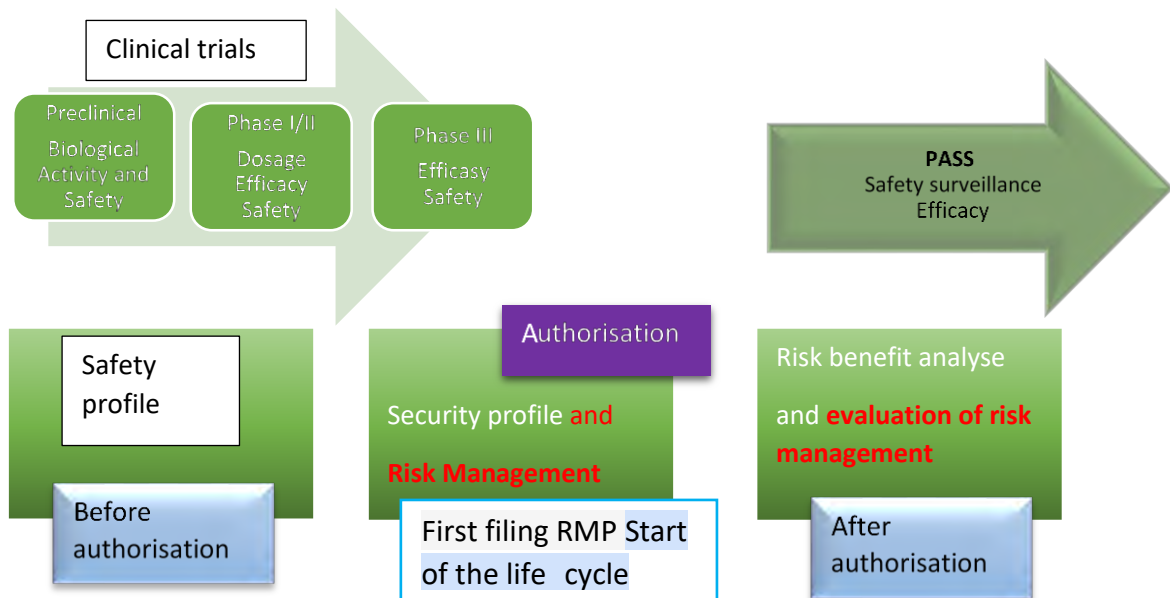 Clinical trials
Preclinical
Biological
Activity and
Safety
Phase I/II
Dosage
Efficacy
Safety
Phase III
Efficasy
Safety
PASS
Safety surveillance
Efficacy
Safety
profile
Before
authorisation
Authorisation
Security profile and
Risk Management
First filing RMP Start
of the life cycle
Risk benefit analyse
and evaluation of risk
management
After
authorisation